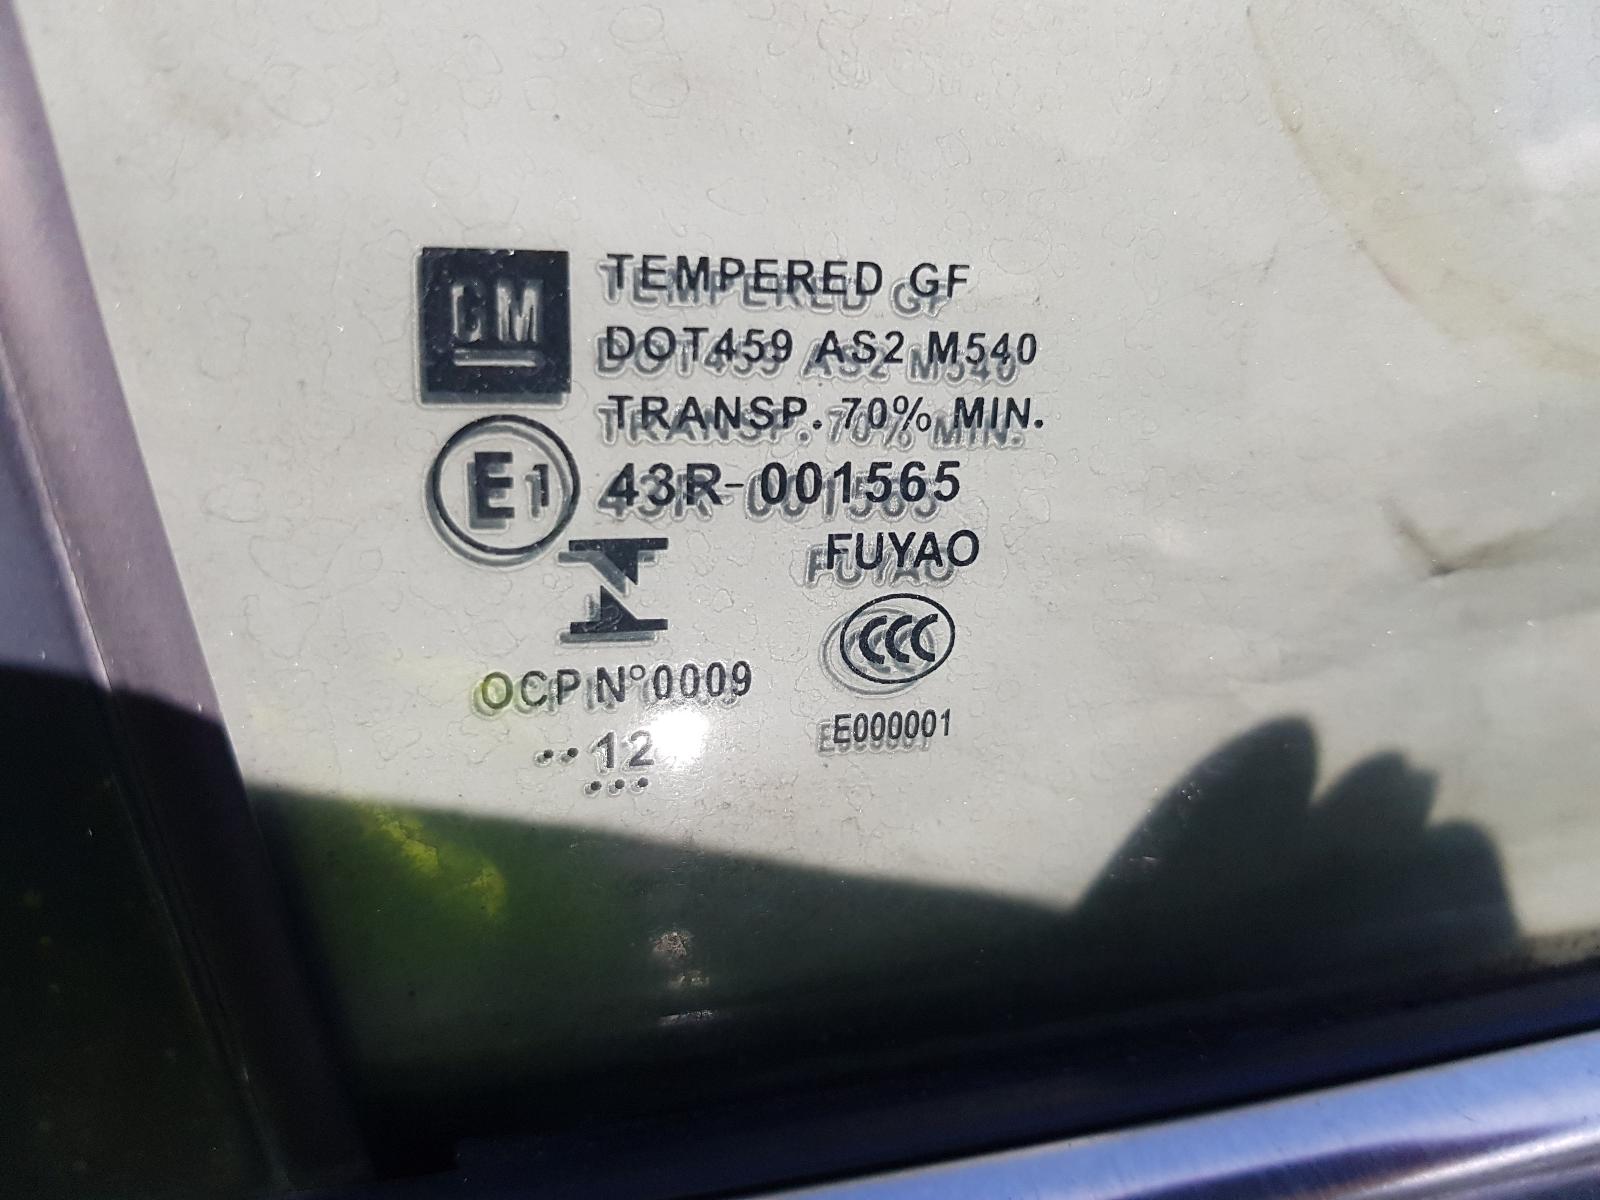 GM
TEMPERED GF
DOT459 AS2 M540
TRANSP. 70% MIN.
E1 43R-001565
FUYAO
CCC
OCP N°0009
E000001
..12
...